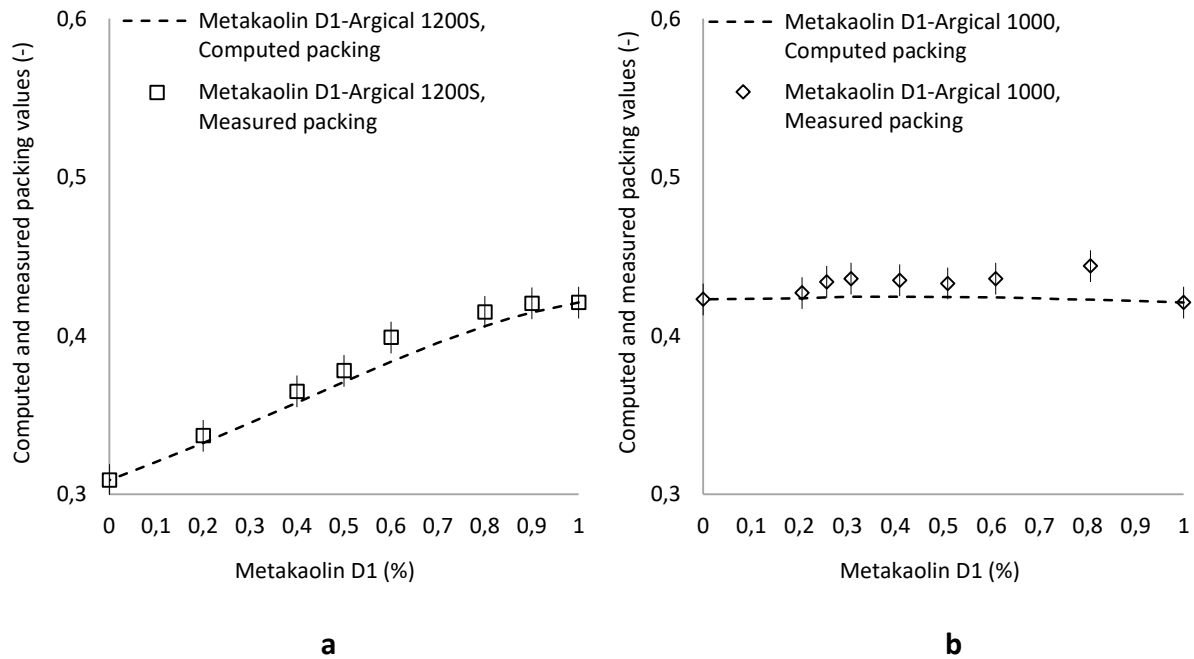 Computed and measured packing values (-)
0,6
0,5
0,4
0,3
Metakaolin D1-Argical 1200S,
Computed packing
Metakaolin D1-Argical 1200S,
Measured packing
0 0,1 0,2 0,3 0,4 0,5 0,6 0,7 0,8 0,9 1
Metakaolin D1 (%)
a
Computed and measured packing values (-)
0,6
0,5
0,4
0,3
Metakaolin D1-Argical 1000,
Computed packing
Metakaolin D1-Argical 1000,
Measured packing
0 0,1 0,2 0,3 0,4 0,5 0,6 0,7 0,8 0,9 1
Metakaolin D1 (%)
b